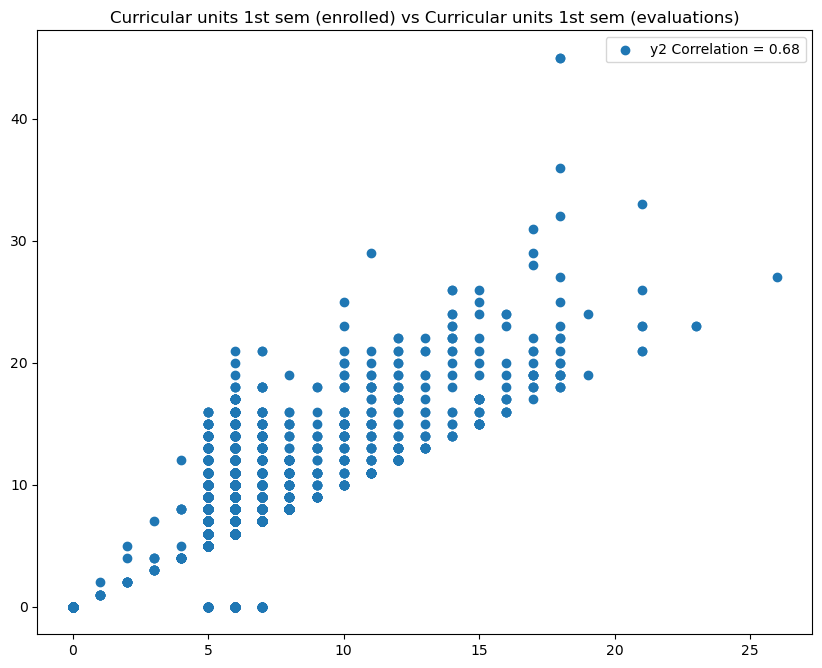 Curricular units 1st sem (enrolled) vs Curricular units 1st sem (evaluations)
y2 Correlation = 0.68
40
30
20
10
0
0 5 10 15 20 25